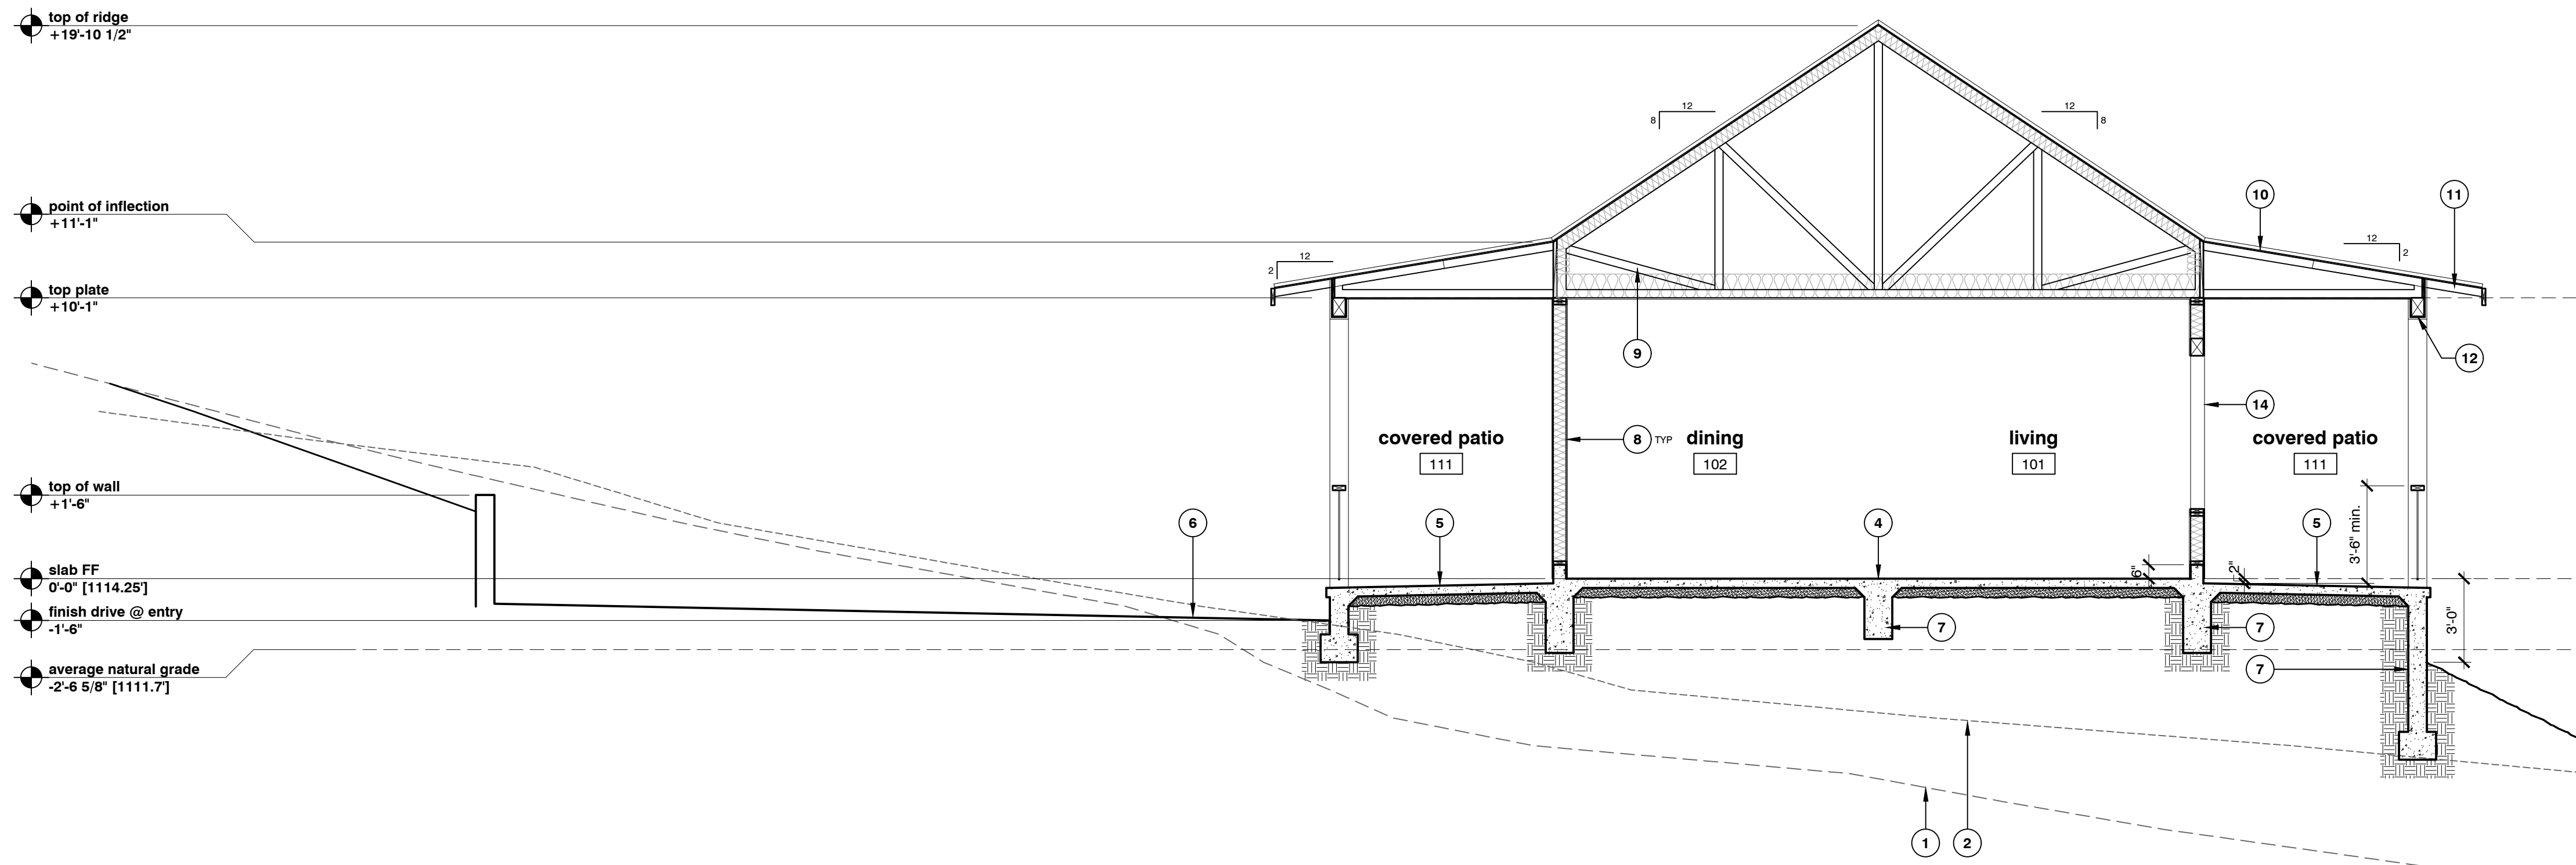 top of ridge
+19'-10 1/2"
12
8
12
8
point of inflection
+11'-1"
10
11
12
2
12
2
top plate
+10'-1"
9
12
14
covered patio
111
8 TYP
dining
102
living
101
covered patio
111
top of wall
+1'-6"
6
5
4
5
3'-6" min.
slab FF
0'-0" [1114.25']
6"
2"
finish drive @ entry
-1'-6"
7
7
3'-0"
average natural grade
-2'-6 5/8" [1111.7']
7
1
2